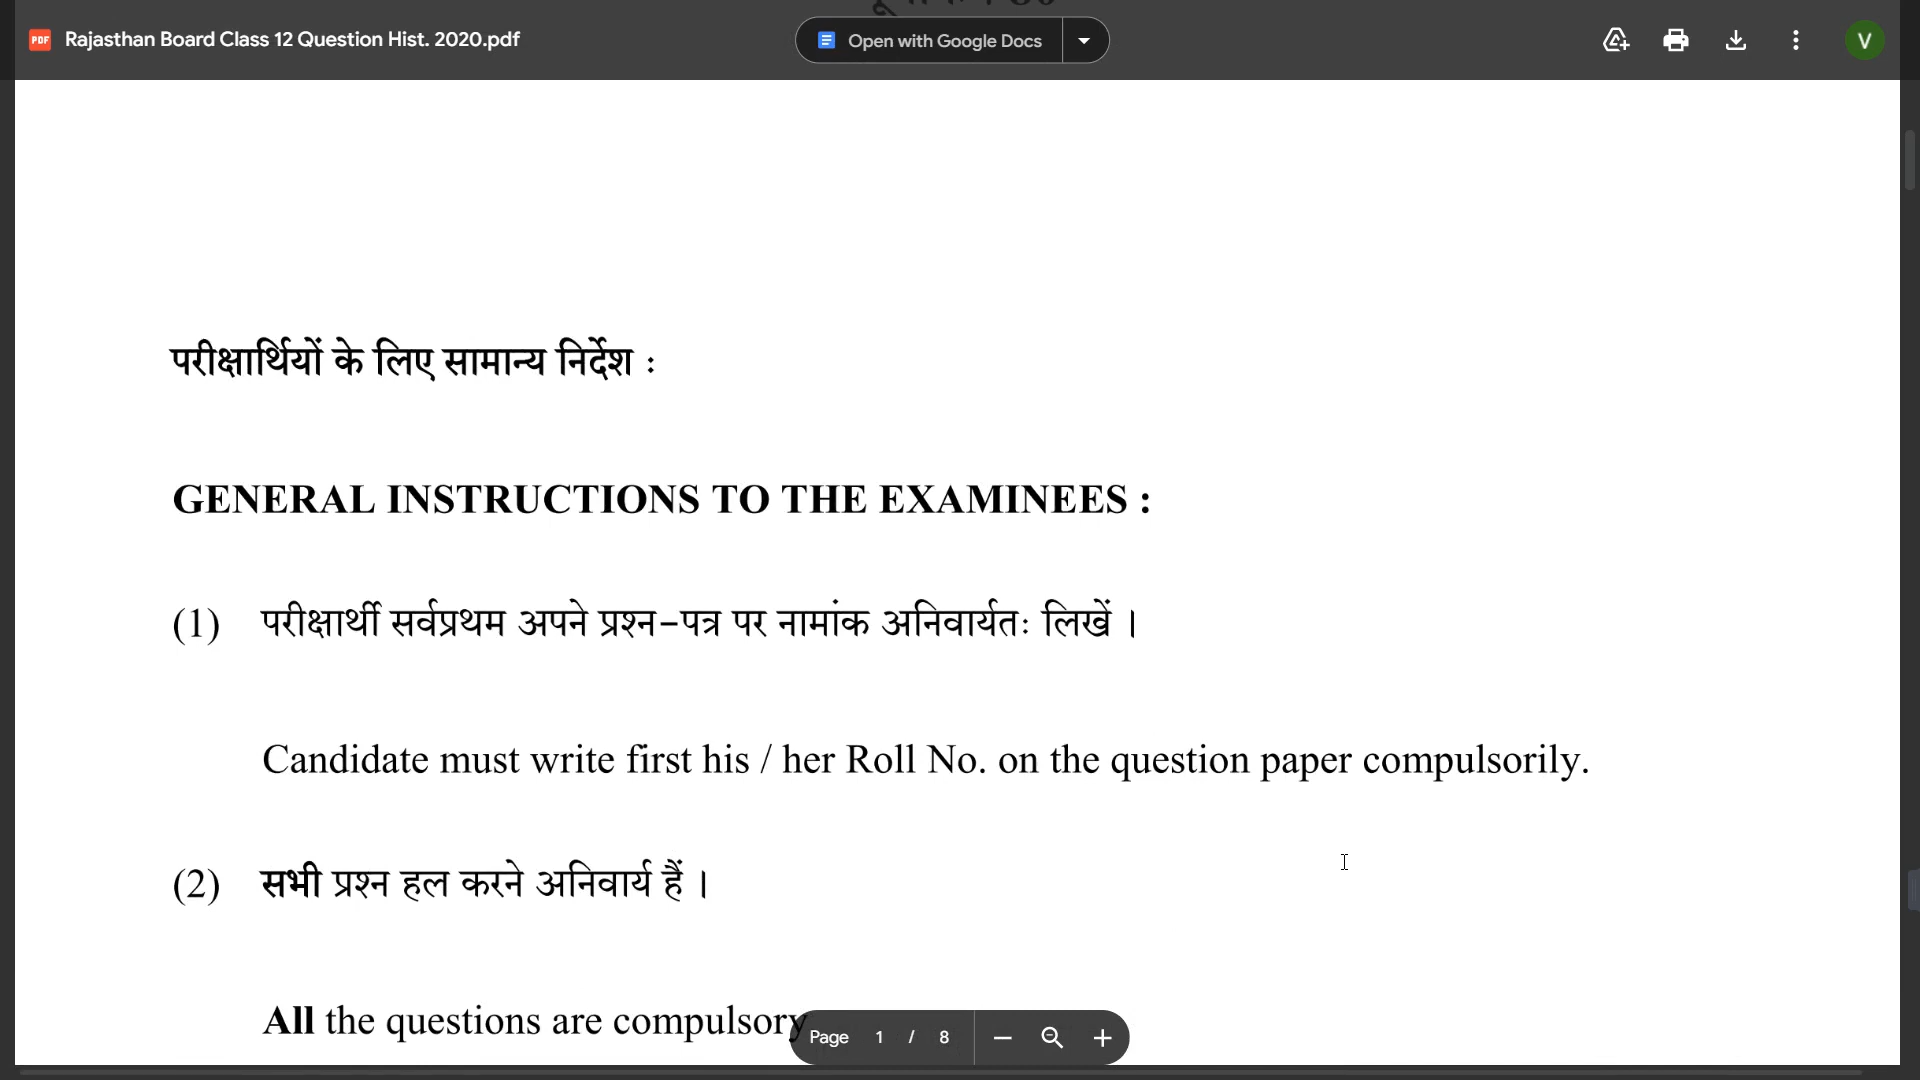 PDF Rajasthan Board Class 12 Question Hist. 2020.pdf
Open with Google Docs
V
परीक्षार्थियों के लिए सामान्य निर्देश :
GENERAL INSTRUCTIONS TO THE EXAMINEES :
(1) परीक्षार्थी सर्वप्रथम अपने प्रश्न-पत्र पर नामांक अनिवार्यतः लिखें ।
Candidate must write first his / her Roll No. on the question paper compulsorily.
(2) सभी प्रश्न हल करने अनिवार्य हैं ।
All the questions are compulsory
Page 1 / 8